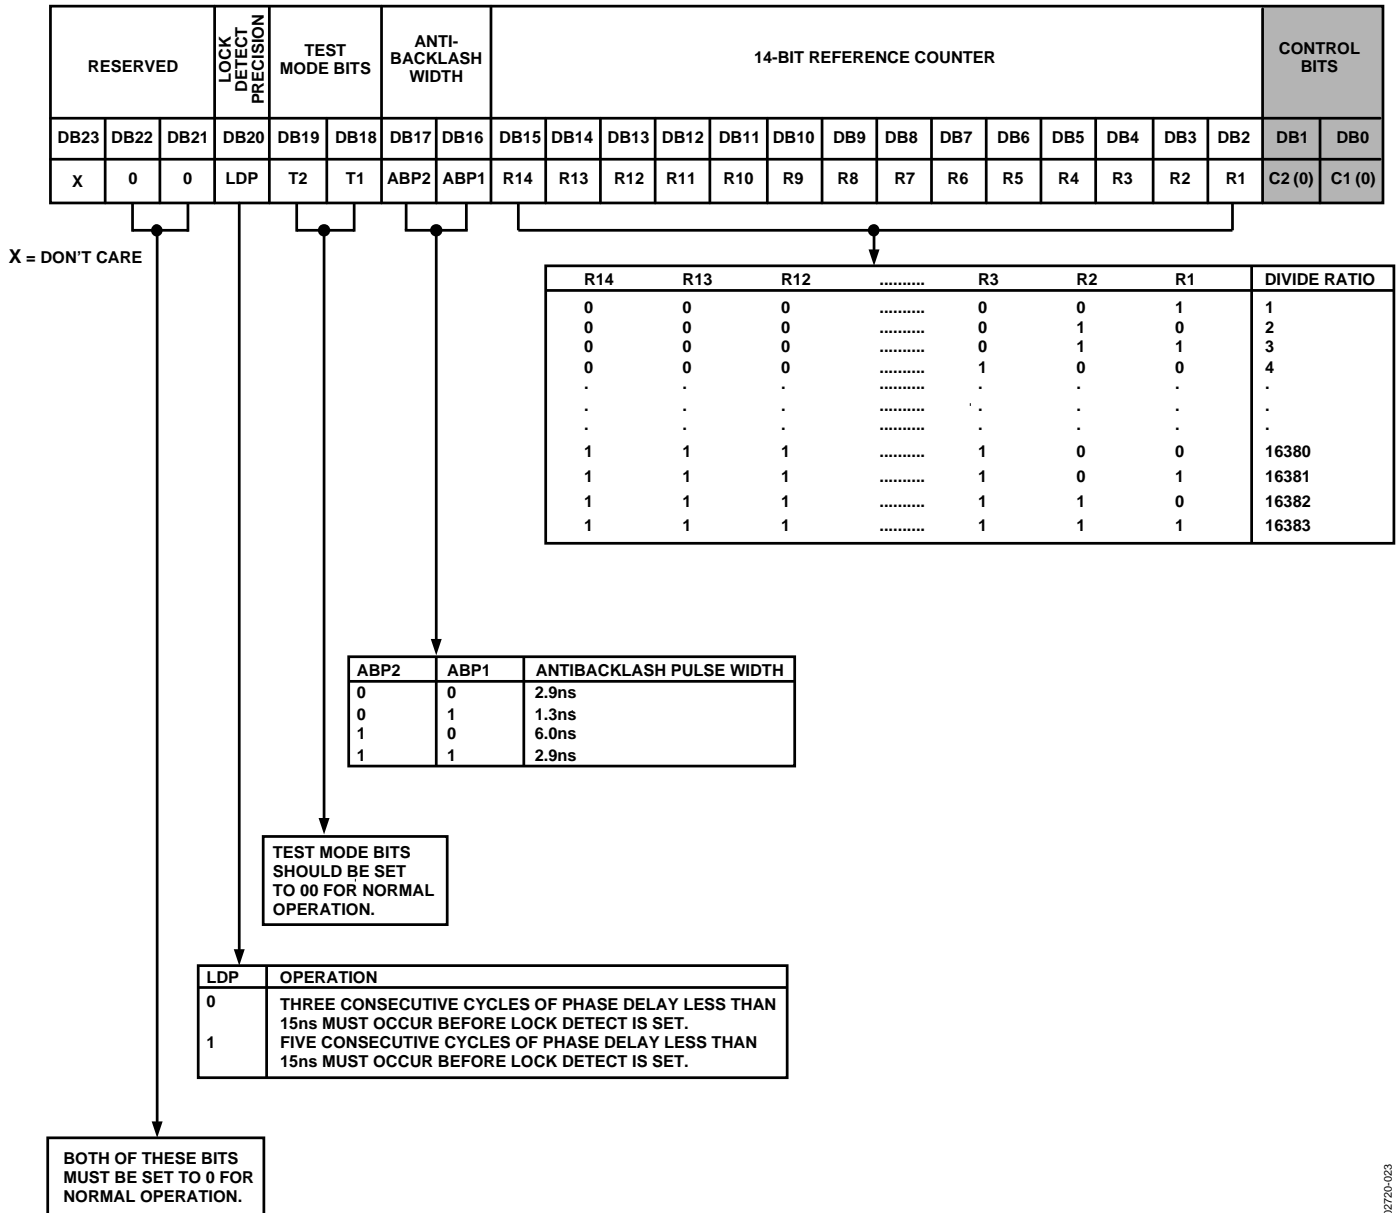 RESERVED
LOCK
DETECT
PRECISION
TEST
MODE BITS
ANTI-
BACKLASH
WIDTH
14-BIT REFERENCE COUNTER
CONTROL
BITS
DB23 DB22 DB21 DB20 DB19 DB18 DB17 DB16 DB15 DB14 DB13 DB12 DB11 DB10 DB9 DB8 DB7 DB6 DB5 DB4 DB3 DB2 DB1 DB0
X 0 0 LDP T2 T1 ABP2 ABP1 R14 R13 R12 R11 R10 R9 R8 R7 R6 R5 R4 R3 R2 R1 C2 (0) C1 (0)
X = DON'T CARE
R14 R13 R12 .......... R3 R2 R1 DIVIDE RATIO
0 0 0 .......... 0 0 1 1
0 0 0 .......... 0 1 0 2
0 0 0 .......... 0 1 1 3
0 0 0 .......... 1 0 0 4
. . . .......... . . . .
. . . .......... . . . .
. . . .......... . . . .
1 1 1 .......... 1 0 0 16380
1 1 1 .......... 1 0 1 16381
1 1 1 .......... 1 1 0 16382
1 1 1 .......... 1 1 1 16383
ABP2 ABP1 ANTIBACKLASH PULSE WIDTH
0 0 2.9ns
0 1 1.3ns
1 0 6.0ns
1 1 2.9ns
TEST MODE BITS
SHOULD BE SET
TO 00 FOR NORMAL
OPERATION.
LDP OPERATION
0 THREE CONSECUTIVE CYCLES OF PHASE DELAY LESS THAN
15ns MUST OCCUR BEFORE LOCK DETECT IS SET.
1 FIVE CONSECUTIVE CYCLES OF PHASE DELAY LESS THAN
15ns MUST OCCUR BEFORE LOCK DETECT IS SET.
BOTH OF THESE BITS
MUST BE SET TO 0 FOR
NORMAL OPERATION.
02720-023